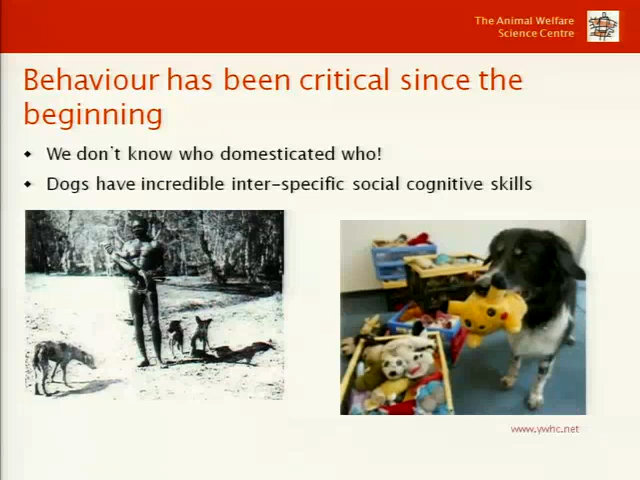 The Animal Welfare
Science Centre
Behaviour has been critical since the
beginning
◆ We don't know who domesticated who!
◆ Dogs have incredible inter-specific social cognitive skills
www.ywhc.net